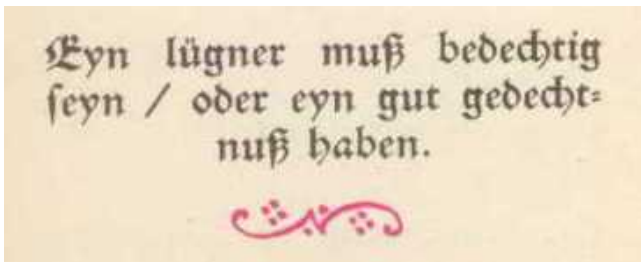 Eyn lügner muß bedechtig
ſeyn / oder eyn gut gedecht⸗
nuß haben.